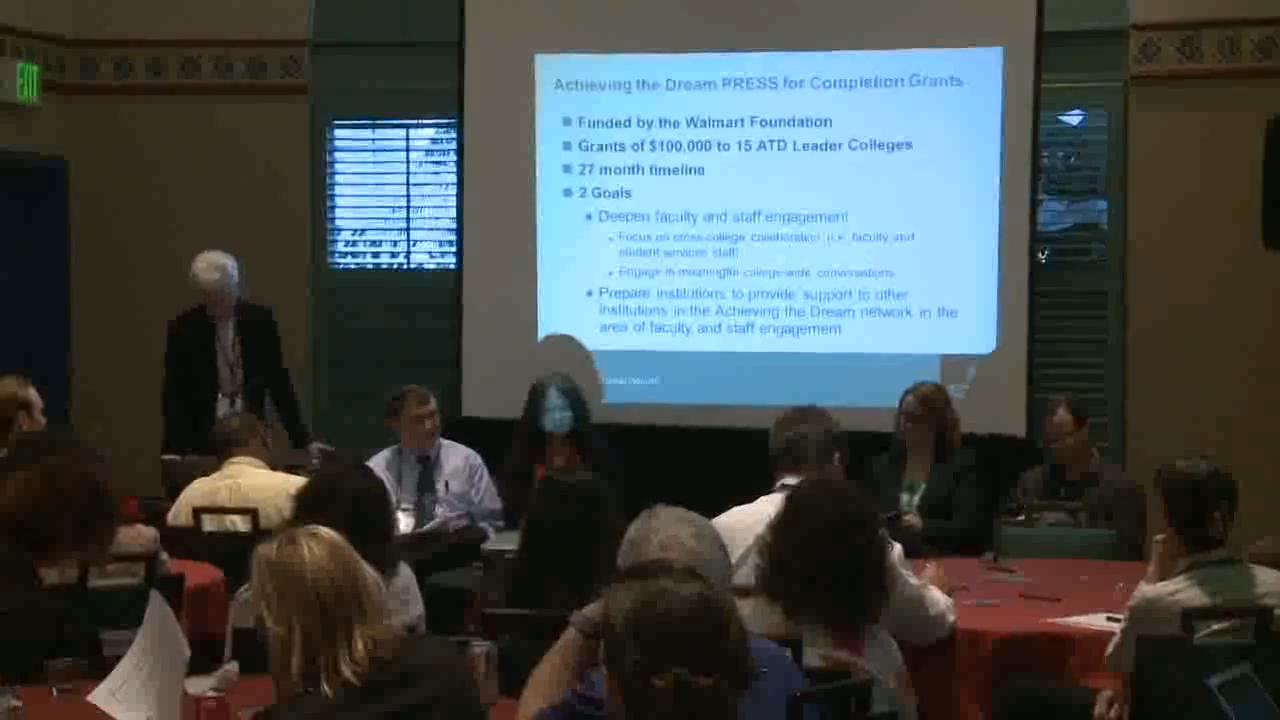 EXIT
Achieving the Dream PRESS for Completion Grants
Funded by the Walmart Foundation
Grants of $100,000 to 15 ATD Leader Colleges
27 month timeline
2 Goals
Deepen faculty and staff engagement
Focus on cross-college collaboration (i.e. faculty and
student services staff)
Engage in meaningful college-wide conversations
Prepare institutions to provide support to other
institutions in the Achieving the Dream network in the
area of faculty and staff engagement